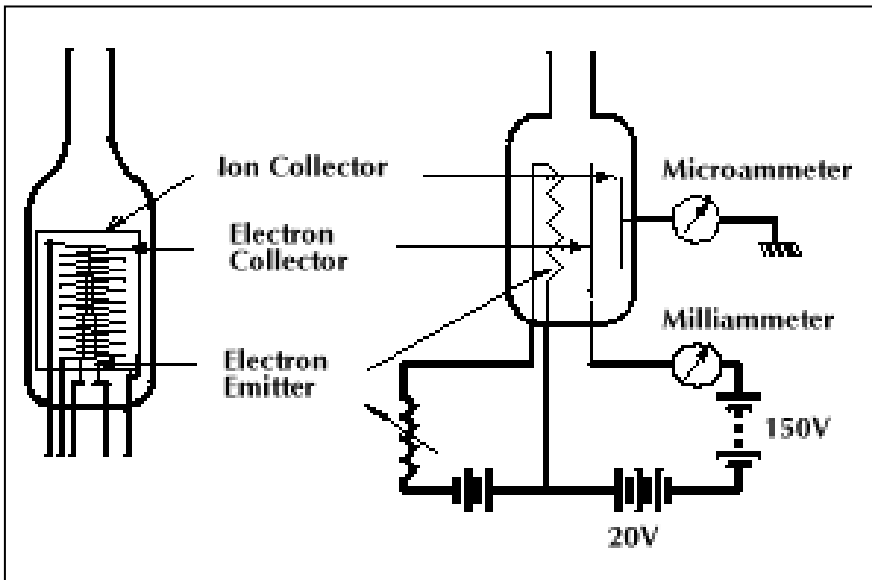 Ion Collector
Microammeter
Electron
Collector
Milliammeter
Electron
Emitter
150V
20V